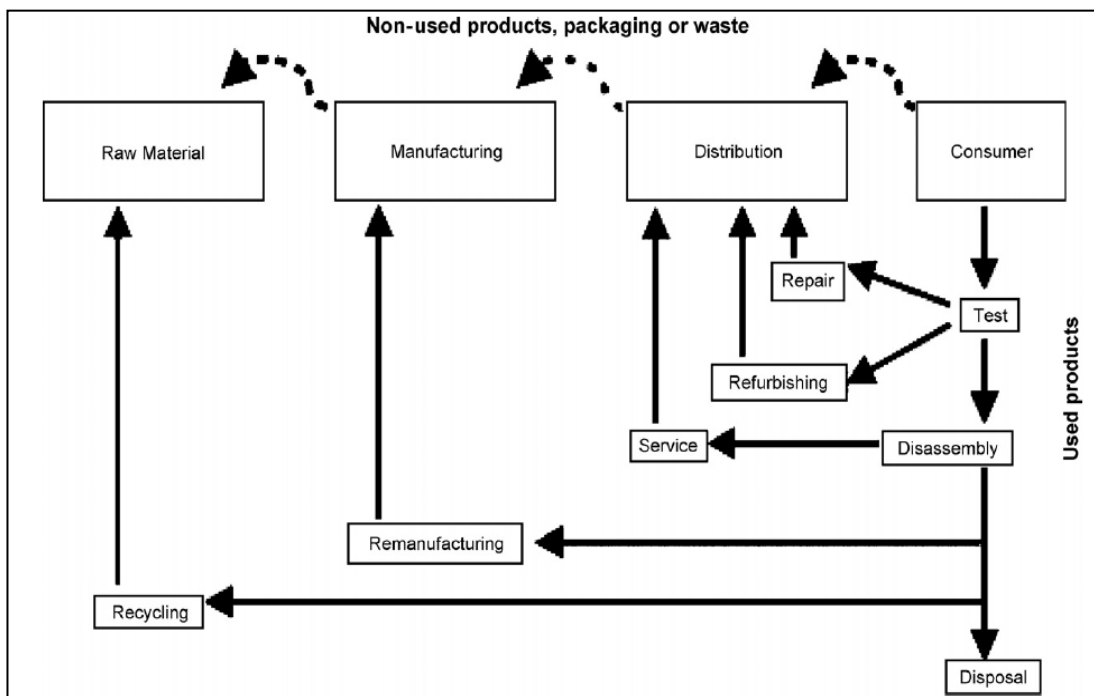 Non-used products, packaging or waste
Raw Material
Manufacturing
Distribution
Consumer
Repair
Test
Refurbishing
Used products
Service
Disassembly
Remanufacturing
Recycling
Disposal